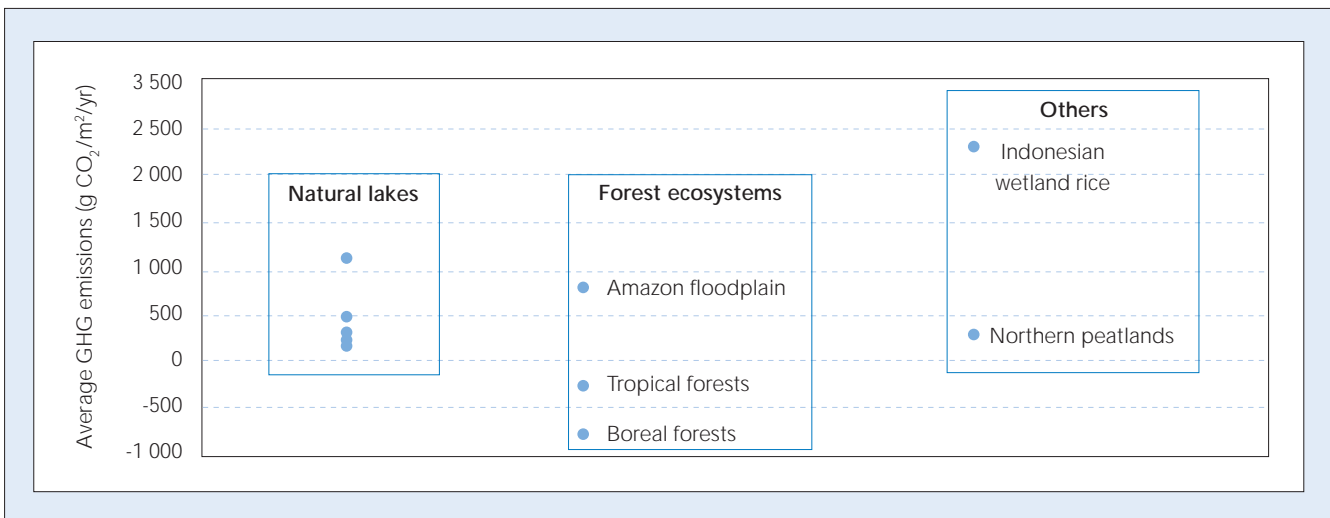 Average GHG emissions (g CO₂/m²/yr)
3 500
2 500
2 000
1 500
1 000
500
0
-500
-1 000
Natural lakes
Forest ecosystems
Amazon floodplain
Tropical forests
Boreal forests
Others
Indonesian
wetland rice
Northern peatlands